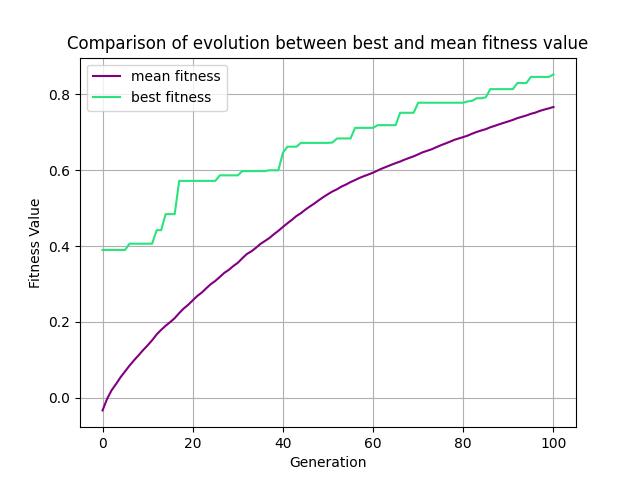 Comparison of evolution between best and mean fitness value
mean fitness
best fitness
0.8
0.6
0.4
0.2
0.0
Fitness Value
0 20 40 60 80 100
Generation